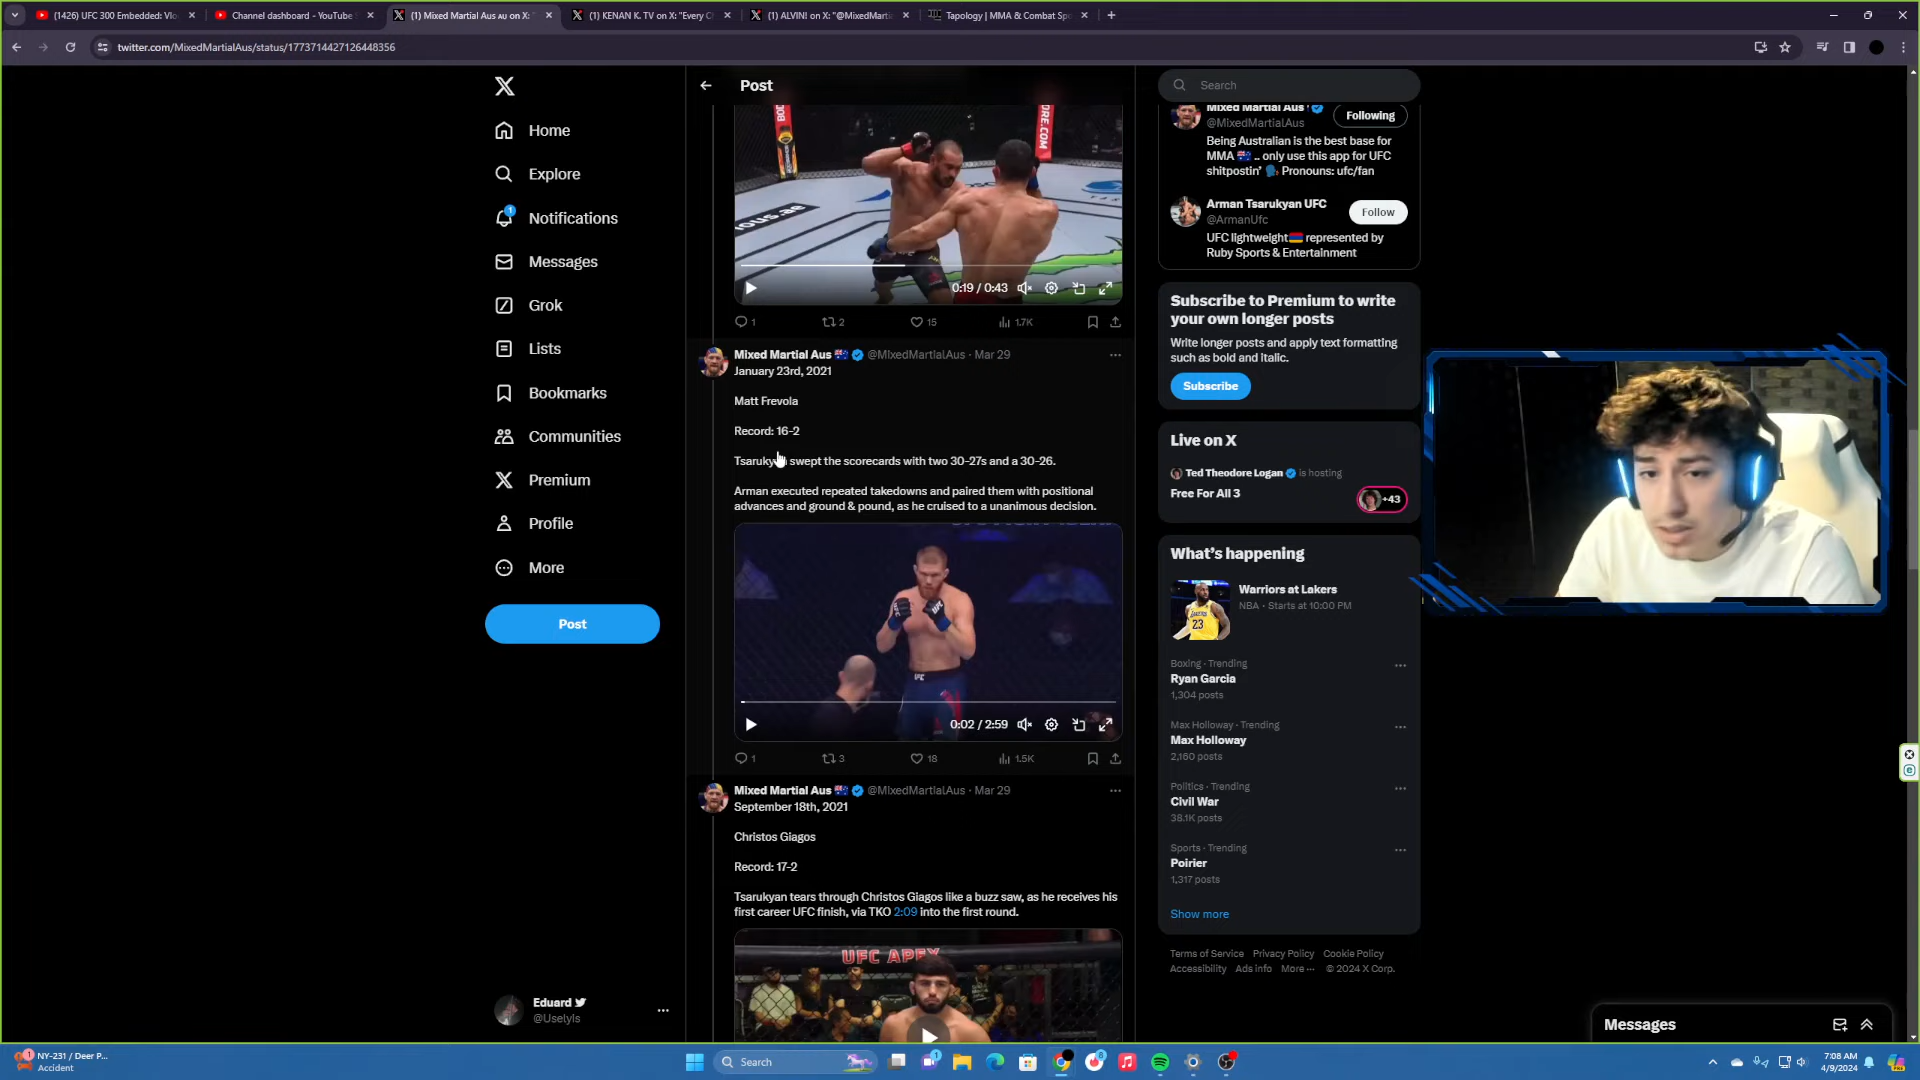 (1426) UFC 300 Embedded: Vlo
Channel dashboard - YouTube
(1) Mixed Martial Aus AU on X: "
(1) KENAN K. TV on X: "Every C
(1) ALVIN! on X: "@MixedMartia
Tapology | MMA & Combat Spo
twitter.com/MixedMartialAus/status/1773714427126448356
Home
Explore
1
Notifications
Messages
Grok
Lists
Bookmarks
Communities
Premium
Profile
More
Post
Eduard
@Uselyls
Post
0:19 / 0:43
1
2
15
1.7K
Mixed Martial Aus @MixedMartialAus · Mar 29
January 23rd, 2021
Matt Frevola
Record: 16-2
Tsarukyan swept the scorecards with two 30-27s and a 30-26.
Arman executed repeated takedowns and paired them with positional
advances and ground & pound, as he cruised to a unanimous decision.
UFC
0:02 / 2:59
1
3
18
1.5K
Mixed Martial Aus @MixedMartialAus · Mar 29
September 18th, 2021
Christos Giagos
Record: 17-2
Tsarukyan tears through Christos Giagos like a buzz saw, as he receives his
first career UFC finish, via TKO 2:09 into the first round.
UFC APEX
Search
Mixed Martial Aus
Following
@MixedMartialAus
Being Australian is the best base for
MMA .. only use this app for UFC
shitpostin' Pronouns: ufc/fan
Arman Tsarukyan UFC
@ArmanUfc
Follow
UFC lightweight represented by
Ruby Sports & Entertainment
Subscribe to Premium to write
your own longer posts
Write longer posts and apply text formatting
such as bold and italic.
Subscribe
Live on X
Ted Theodore Logan is hosting
Free For All 3
+43
What's happening
Warriors at Lakers
NBA · Starts at 10:00 PM
23
Boxing · Trending
Ryan Garcia
1,304 posts
Max Holloway · Trending
Max Holloway
2,160 posts
Politics · Trending
Civil War
38.1K posts
Sports · Trending
Poirier
1,317 posts
Show more
Terms of Service Privacy Policy Cookie Policy
Accessibility Ads info More ··· © 2024 X Corp.
Messages
1
NY-231 / Deer P...
Accident
Search
7:08 AM
4/9/2024